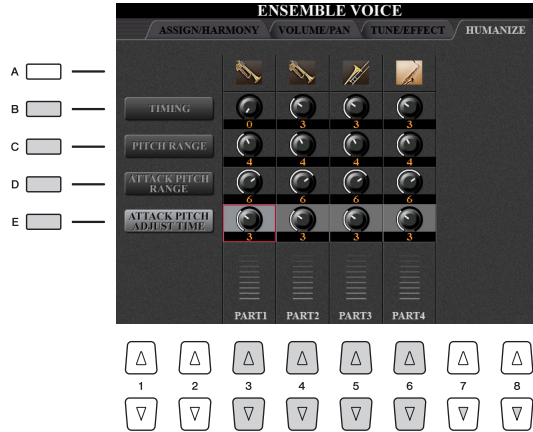 ENSEMBLE VOICE
ASSIGN/HARMONY VOLUME/PAN TUNE/EFFECT HUMANIZE
A
B TIMING
0 3 3 3
C PITCH RANGE
4 4 4 4
D ATTACK PITCH
RANGE
6 6 6 6
E ATTACK PITCH
ADJUST TIME
3 3 3 3
PART1 PART2 PART3 PART4
1 2 3 4 5 6 7 8